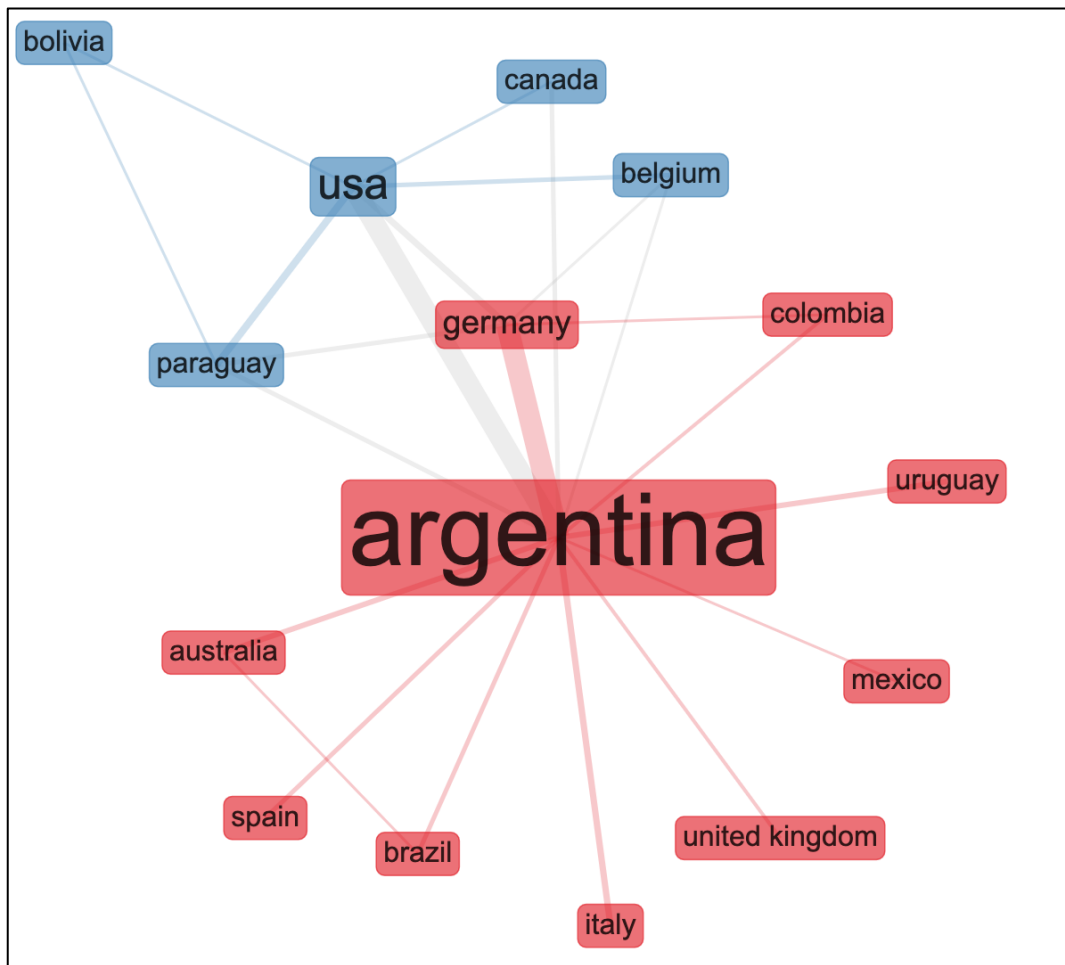 bolivia
canada
belgium
usa
germany
colombia
paraguay
uruguay
argentina
australia
mexico
spain
brazil
united kingdom
italy